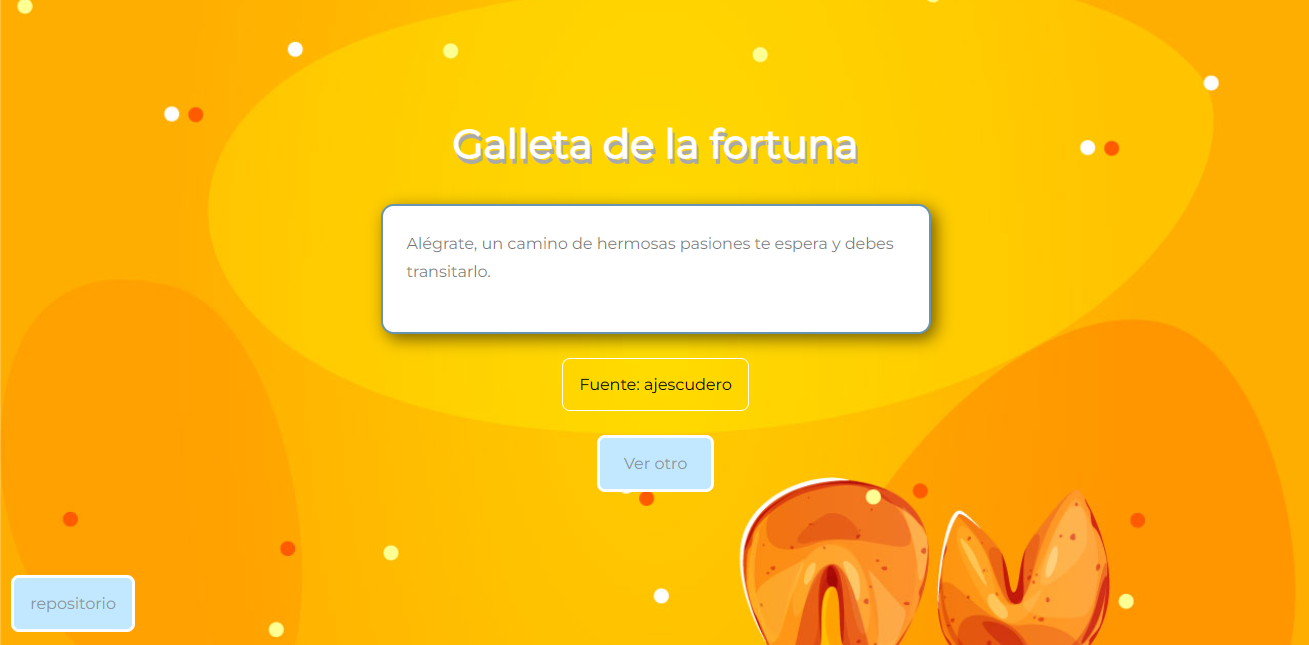 Galleta de la fortuna
Alégrate, un camino de hermosas pasiones te espera y debes
transitarlo.
Fuente: ajescudero
Ver otro
repositorio